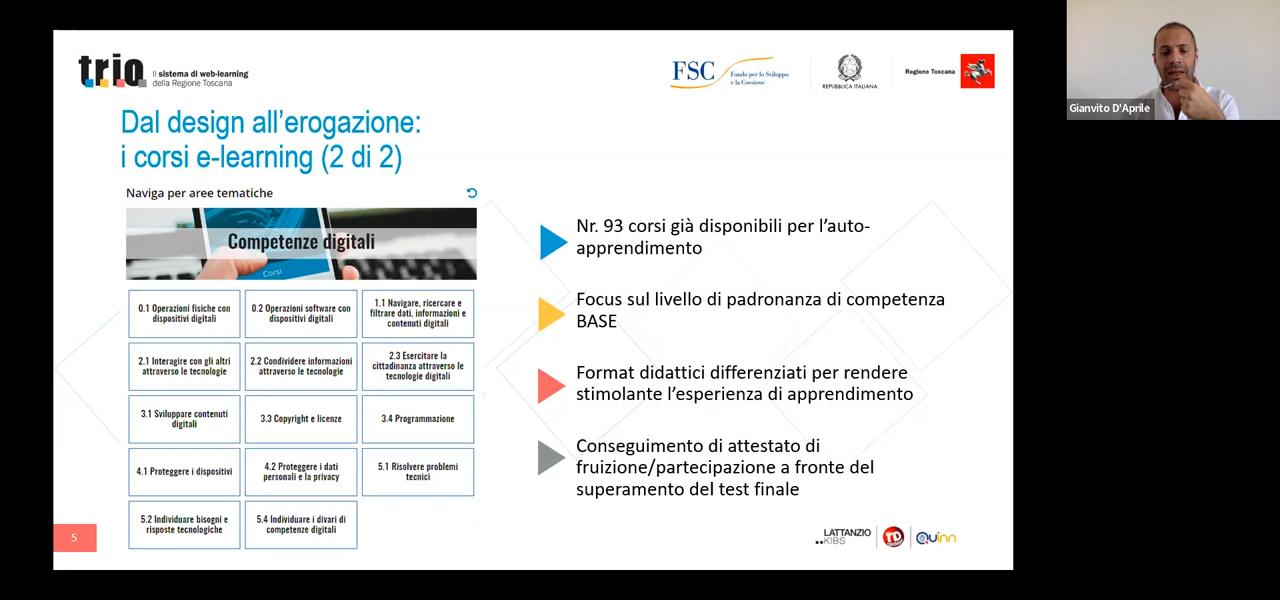 trio
Il sistema di web-learning
della Regione Toscana
FSC
Fondo per lo Sviluppo
e la Coesione
REPUBBLICA ITALIANA
Regione Toscana
Gianvito D'Aprile
Dal design all'erogazione:
i corsi e-learning (2 di 2)
Naviga per aree tematiche
Competenze digitali
Corsi
0.1 Operazioni fisiche con
dispositivi digitali
0.2 Operazioni software con
dispositivi digitali
1.1 Navigare, ricercare e
filtrare dati, informazioni e
contenuti digitali
2.1 Interagire con gli altri
attraverso le tecnologie
2.2 Condividere informazioni
attraverso le tecnologie
2.3 Esercitare la
cittadinanza attraverso le
tecnologie digitali
3.1 Sviluppare contenuti
digitali
3.3 Copyright e licenze
3.4 Programmazione
4.1 Proteggere i dispositivi
4.2 Proteggere i dati
personali e la privacy
5.1 Risolvere problemi
tecnici
5.2 Individuare bisogni e
risposte tecnologiche
5.4 Individuare i divari di
competenze digitali
Nr. 93 corsi già disponibili per l'auto-
apprendimento
Focus sul livello di padronanza di competenza
BASE
Format didattici differenziati per rendere
stimolante l'esperienza di apprendimento
Conseguimento di attestato di
fruizione/partecipazione a fronte del
superamento del test finale
5
LATTANZIO
KIBS
TD
Quinn